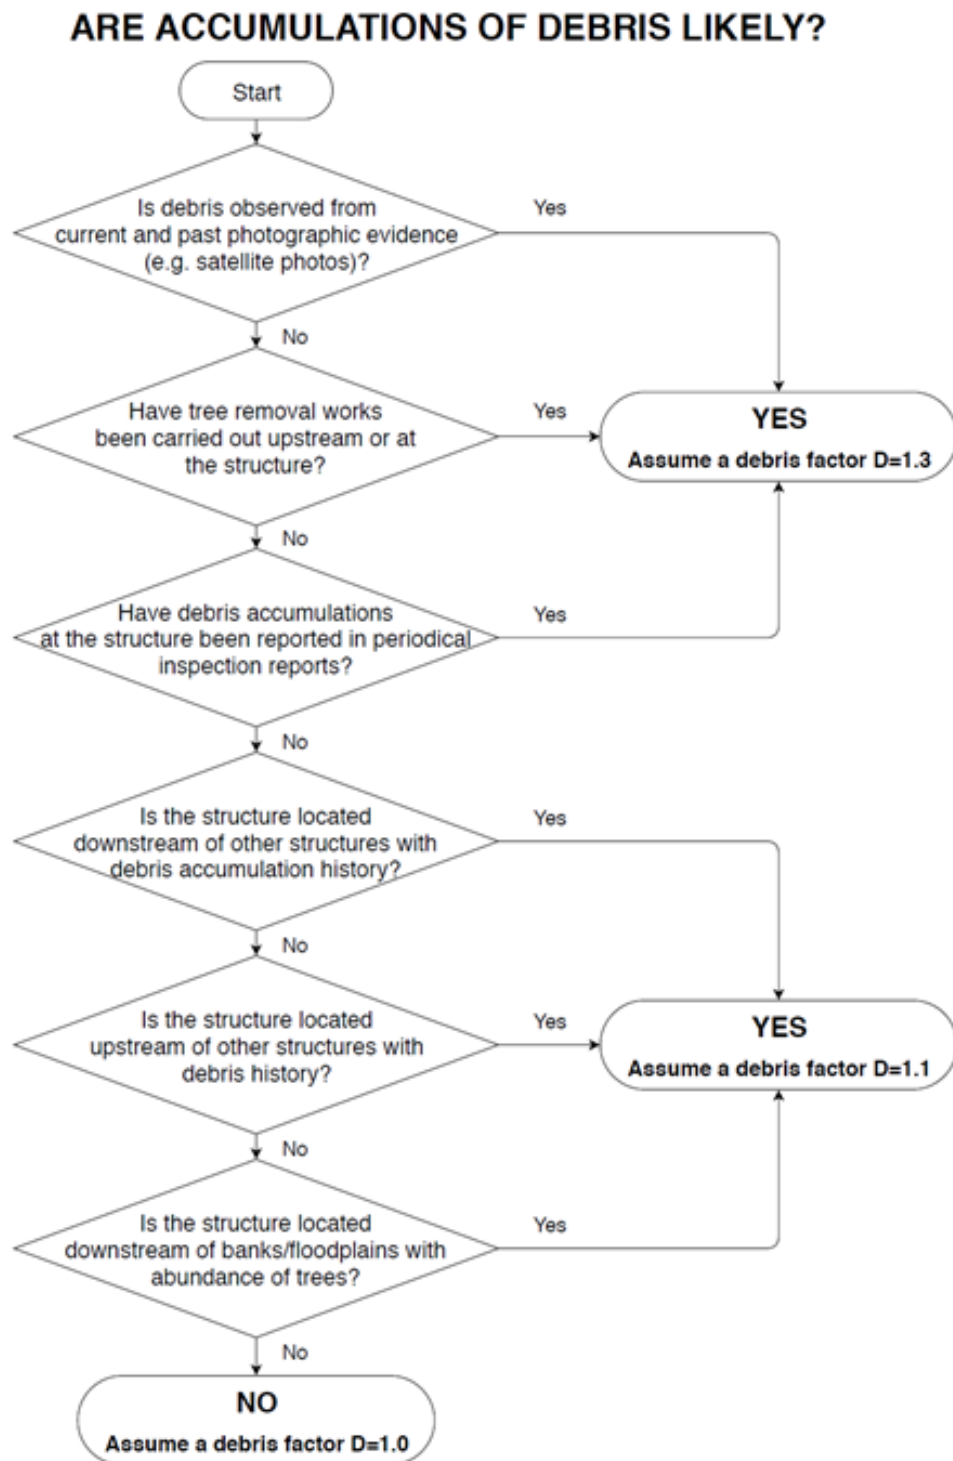 ARE ACCUMULATIONS OF DEBRIS LIKELY?
Start
Is debris observed from
current and past photographic evidence
(e.g. satellite photos)?
Yes
No
Have tree removal works
been carried out upstream or at
the structure?
Yes
YES
Assume a debris factor D=1.3
No
Have debris accumulations
at the structure been reported in periodical
inspection reports?
Yes
No
Is the structure located
downstream of other structures with
debris accumulation history?
Yes
No
Is the structure located
upstream of other structures with
debris history?
Yes
YES
Assume a debris factor D=1.1
No
Is the structure located
downstream of banks/floodplains with
abundance of trees?
Yes
No
NO
Assume a debris factor D=1.0